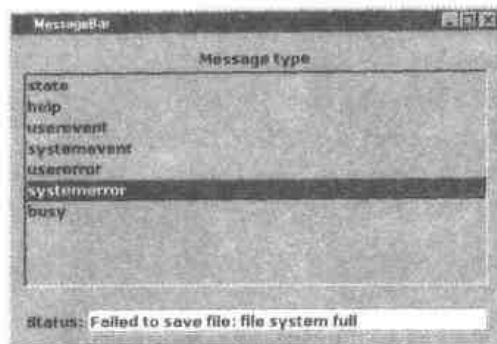 MessageBar
Message type
state
help
userevent
systemevent
usererror
systemerror
busy
Status: Failed to save file: file system full